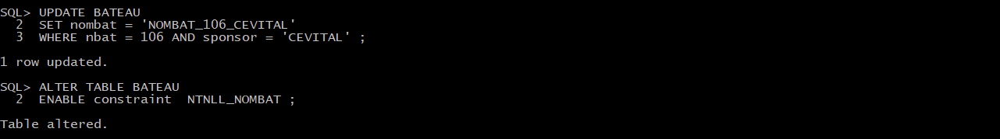 SQL> UPDATE BATEAU
  2  SET nombat = 'NOMBAT_106_CEVITAL'
  3  WHERE nbat = 106 AND sponsor = 'CEVITAL' ;
1 row updated.
SQL> ALTER TABLE BATEAU
  2  ENABLE constraint  NTNLL_NOMBAT ;
Table altered.